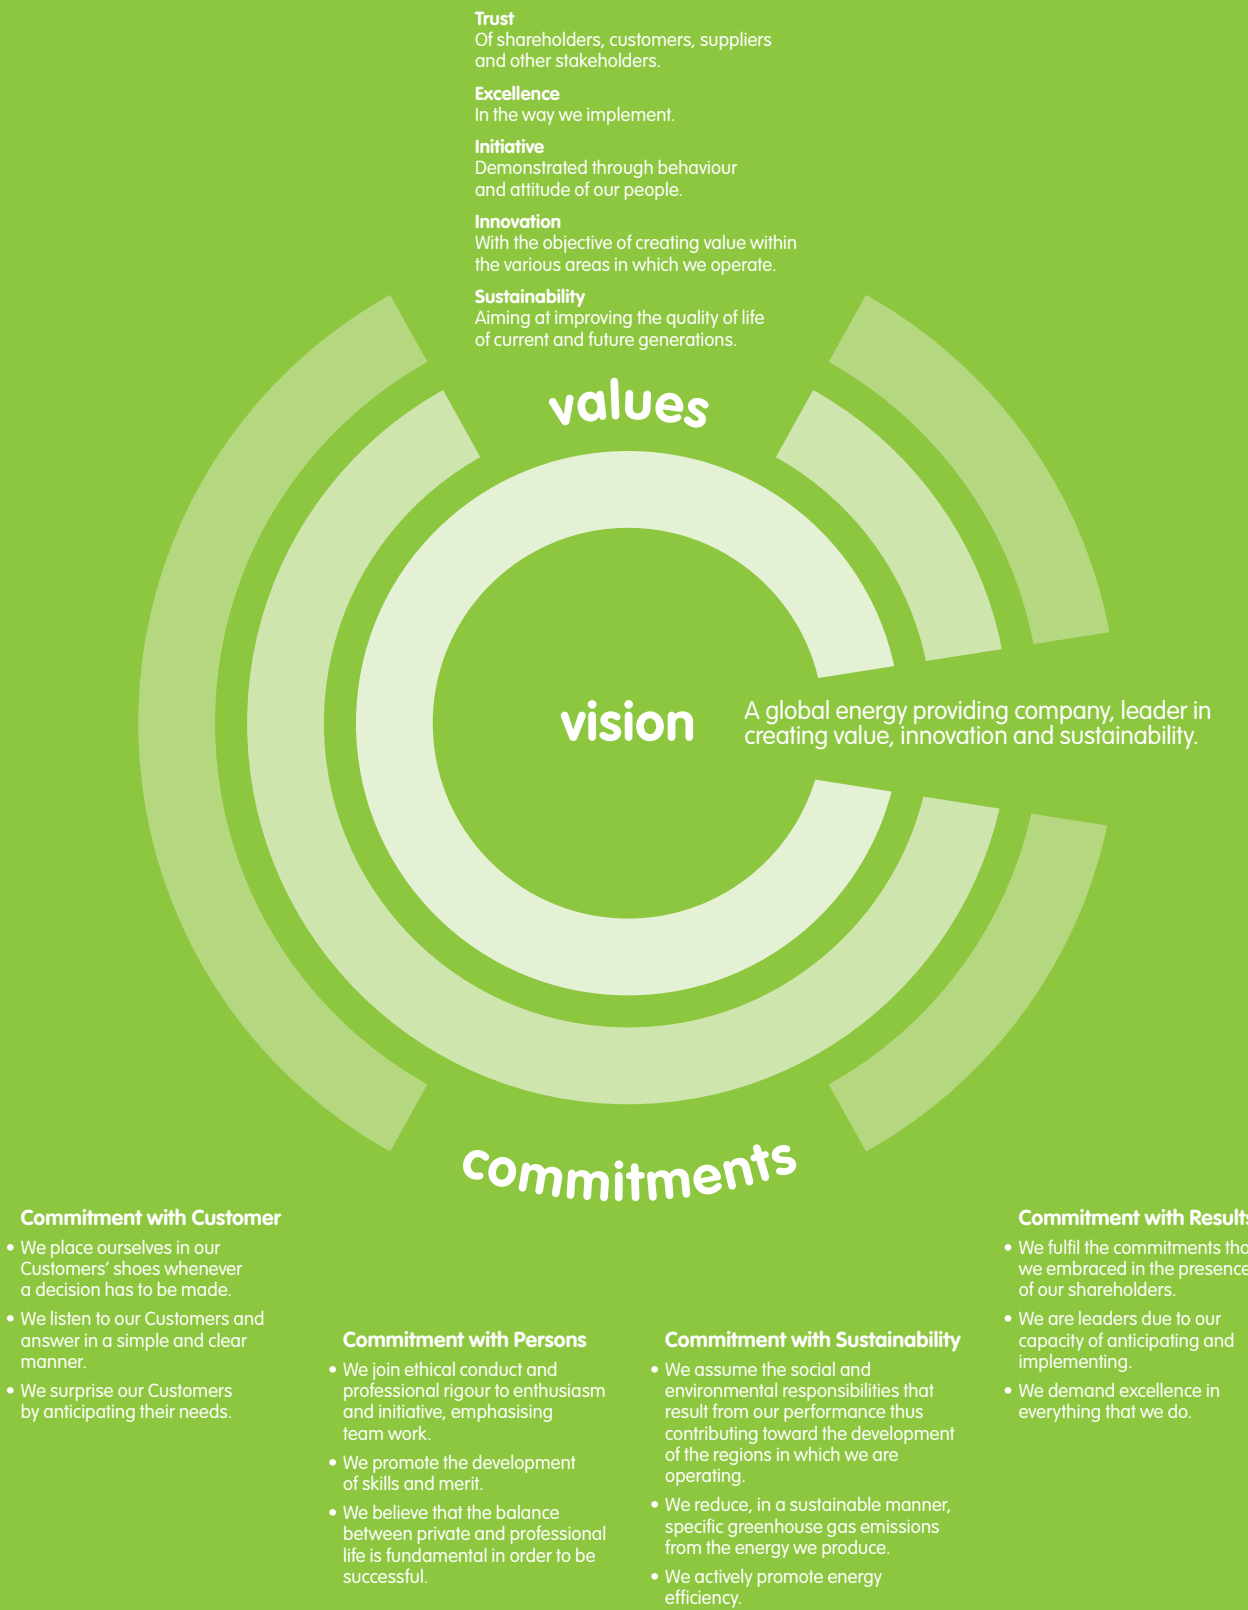 Trust
Of shareholders, customers, suppliers
and other stakeholders.
Excellence
In the way we implement.
Initiative
Demonstrated through behaviour
and attitude of our people.
Innovation
With the objective of creating value within
the various areas in which we operate.
Sustainability
Aiming at improving the quality of life
of current and future generations.
values
vision
A global energy providing company, leader in
creating value, innovation and sustainability.
commitments
Commitment with Customer
• We place ourselves in our
Customers’ shoes whenever
a decision has to be made.
• We listen to our Customers and
answer in a simple and clear
manner.
• We surprise our Customers
by anticipating their needs.
Commitment with Persons
• We join ethical conduct and
professional rigour to enthusiasm
and initiative, emphasising
team work.
• We promote the development
of skills and merit.
• We believe that the balance
between private and professional
life is fundamental in order to be
successful.
Commitment with Sustainability
• We assume the social and
environmental responsibilities that
result from our performance thus
contributing toward the development
of the regions in which we are
operating.
• We reduce, in a sustainable manner,
specific greenhouse gas emissions
from the energy we produce.
• We actively promote energy
efficiency.
Commitment with Results
• We fulfil the commitments tha
we embraced in the presence
of our shareholders.
• We are leaders due to our
capacity of anticipating and
implementing.
• We demand excellence in
everything that we do.